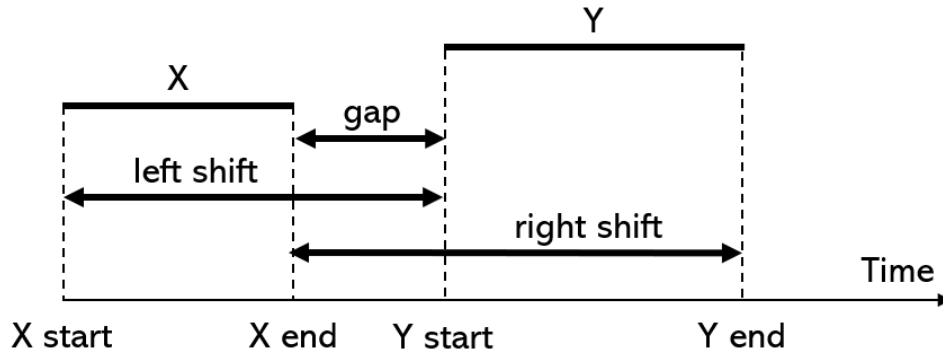 Y
X
gap
left shift
right shift
Time
X start X end Y start Y end